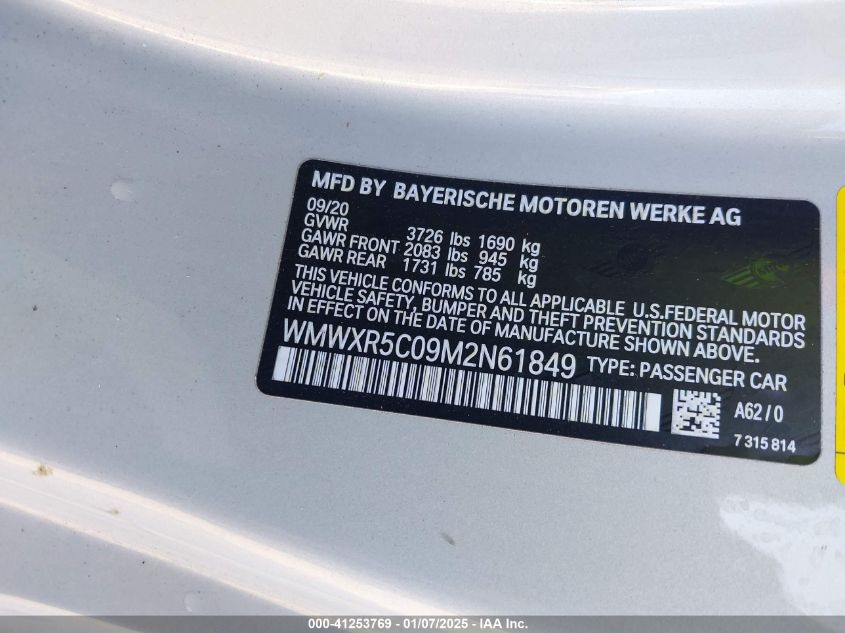 MFD BY BAYERISCHE MOTOREN WERKE AG
09/20
GVWR 3726 lbs 1690 kg
GAWR FRONT 2083 lbs 945 kg
GAWR REAR 1731 lbs 785 kg
THIS VEHICLE CONFORMS TO ALL APPLICABLE U.S.FEDERAL MOTOR
VEHICLE SAFETY, BUMPER AND THEFT PREVENTION STANDARDS
IN EFFECT ON THE DATE OF MANUFACTURE SHOWN ABOVE.
WMWXR5C09M2N61849 TYPE: PASSENGER CAR
A62/0
7 315 814
000-41253769 - 01/07/2025 - IAA Inc.